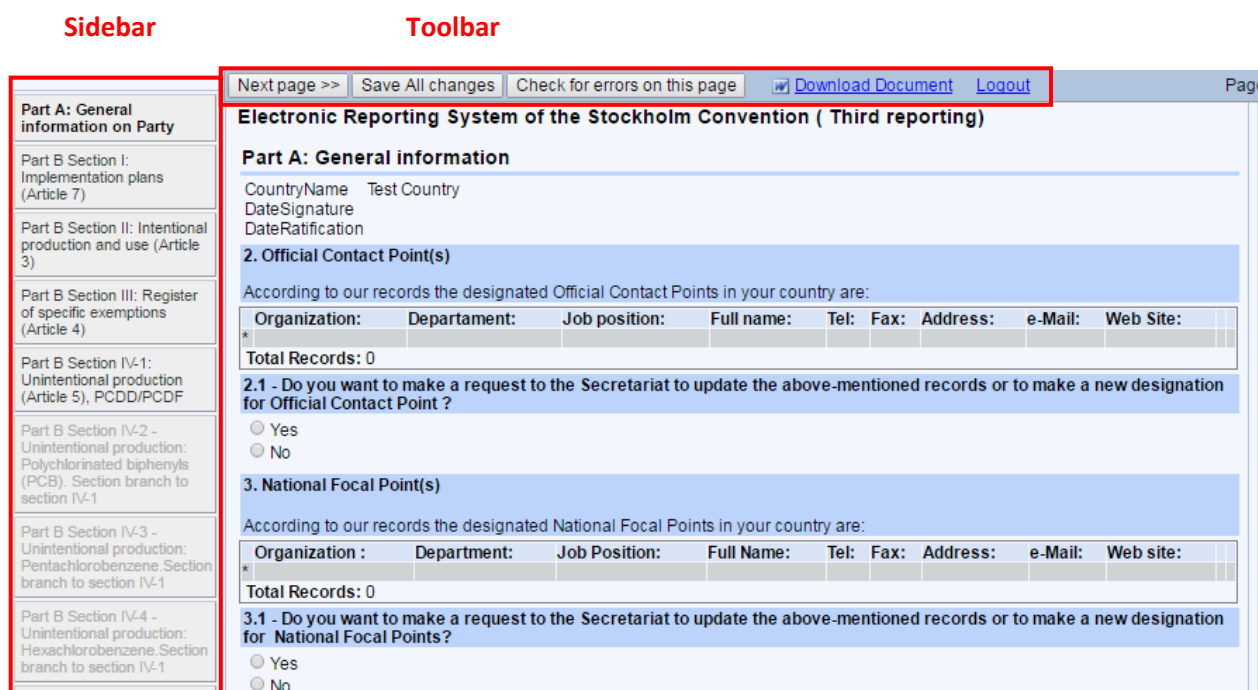 Sidebar
Toolbar
Next page >> Save All changes Check for errors on this page Download Document Logout Page
Part A: General
information on Party
Part B Section I:
Implementation plans
(Article 7)
Part B Section II: Intentional
production and use (Article
3)
Part B Section III: Register
of specific exemptions
(Article 4)
Part B Section IV-1:
Unintentional production
(Article 5), PCDD/PCDF
Part B Section IV-2 -
Unintentional production:
Polychlorinated biphenyls
(PCB). Section branch to
section IV-1
Part B Section IV-3 -
Unintentional production:
Pentachlorobenzene.Section
branch to section IV-1
Part B Section IV-4 -
Unintentional production:
Hexachlorobenzene.Section
branch to section IV-1
Electronic Reporting System of the Stockholm Convention ( Third reporting)
Part A: General information
CountryName Test Country
DateSignature
DateRatification
2. Official Contact Point(s)
According to our records the designated Official Contact Points in your country are:
Organization: Departament: Job position: Full name: Tel: Fax: Address: e-Mail: Web Site:
*
Total Records: 0
2.1 - Do you want to make a request to the Secretariat to update the above-mentioned records or to make a new designation
for Official Contact Point ?
Yes
No
3. National Focal Point(s)
According to our records the designated National Focal Points in your country are:
Organization : Department: Job Position: Full Name: Tel: Fax: Address: e-Mail: Web site:
*
Total Records: 0
3.1 - Do you want to make a request to the Secretariat to update the above-mentioned records or to make a new designation
for National Focal Points?
Yes
No